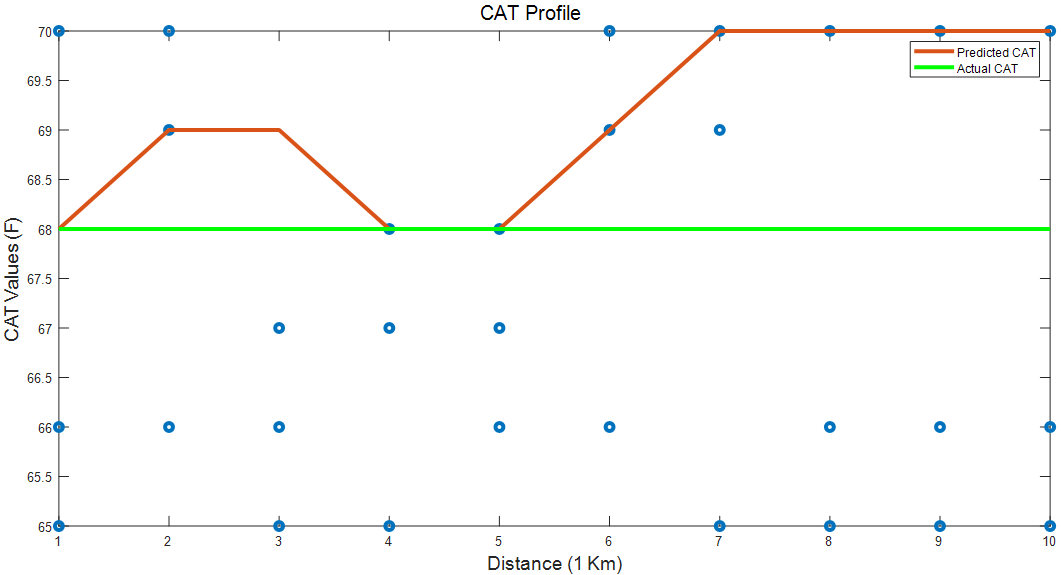 CAT Profile
70
69.5
69
68.5
68
67.5
67
66.5
66
65.5
65
CAT Values (F)
Predicted CAT
Actual CAT
1 2 3 4 5 6 7 8 9 10
Distance (1 Km)